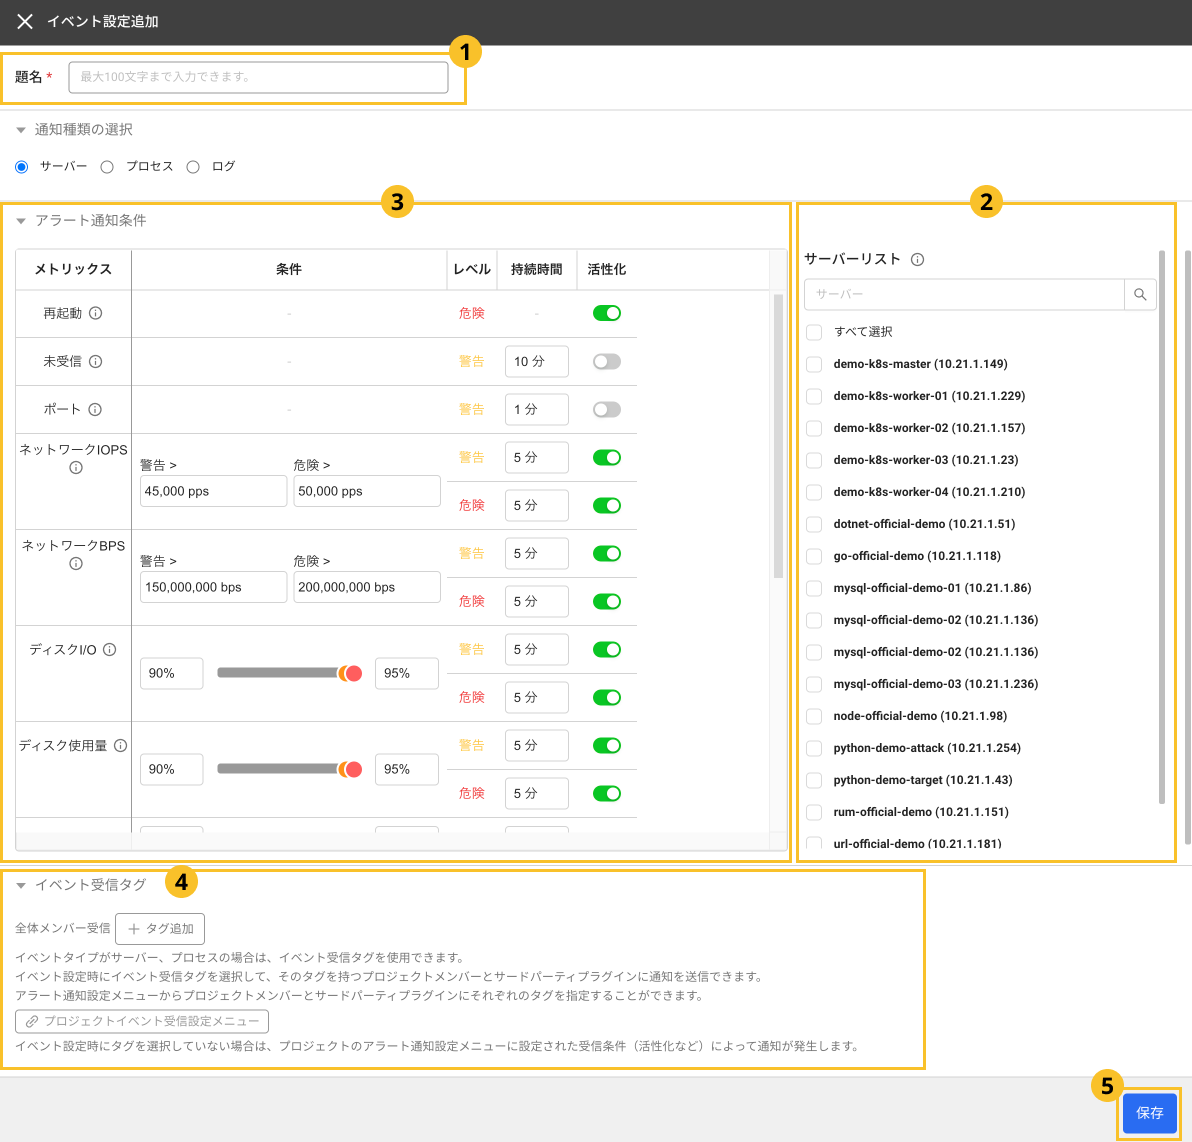 イベント設定追加
1
題名 *
最大100文字まで入力できます。
通知種類の選択
サーバー プロセス ログ
3
アラート通知条件
メトリックス 条件 レベル 持続時間 活性化
再起動 - 危険 -
未受信 - 警告 10 分
ポート - 警告 1 分
ネットワークIOPS
警告 > 危険 >
45,000 pps 50,000 pps
警告 5 分
危険 5 分
ネットワークBPS
警告 > 危険 >
150,000,000 bps 200,000,000 bps
警告 5 分
危険 5 分
ディスクI/O
90% 95%
警告 5 分
危険 5 分
ディスク使用量
90% 95%
警告 5 分
危険 5 分
2
サーバーリスト
サーバー
すべて選択
demo-k8s-master (10.21.1.149)
demo-k8s-worker-01 (10.21.1.229)
demo-k8s-worker-02 (10.21.1.157)
demo-k8s-worker-03 (10.21.1.23)
demo-k8s-worker-04 (10.21.1.210)
dotnet-official-demo (10.21.1.51)
go-official-demo (10.21.1.118)
mysql-official-demo-01 (10.21.1.86)
mysql-official-demo-02 (10.21.1.136)
mysql-official-demo-02 (10.21.1.136)
mysql-official-demo-03 (10.21.1.236)
node-official-demo (10.21.1.98)
python-demo-attack (10.21.1.254)
python-demo-target (10.21.1.43)
rum-official-demo (10.21.1.151)
url-official-demo (10.21.1.181)
4
イベント受信タグ
全体メンバー受信 + タグ追加
イベントタイプがサーバー、プロセスの場合は、イベント受信タグを使用できます。
イベント設定時にイベント受信タグを選択して、そのタグを持つプロジェクトメンバーとサードパーティプラグインに通知を送信できます。
アラート通知設定メニューからプロジェクトメンバーとサードパーティプラグインにそれぞれのタグを指定することができます。
プロジェクトイベント受信設定メニュー
イベント設定時にタグを選択していない場合は、プロジェクトのアラート通知設定メニューに設定された受信条件（活性化など）によって通知が発生します。
5
保存